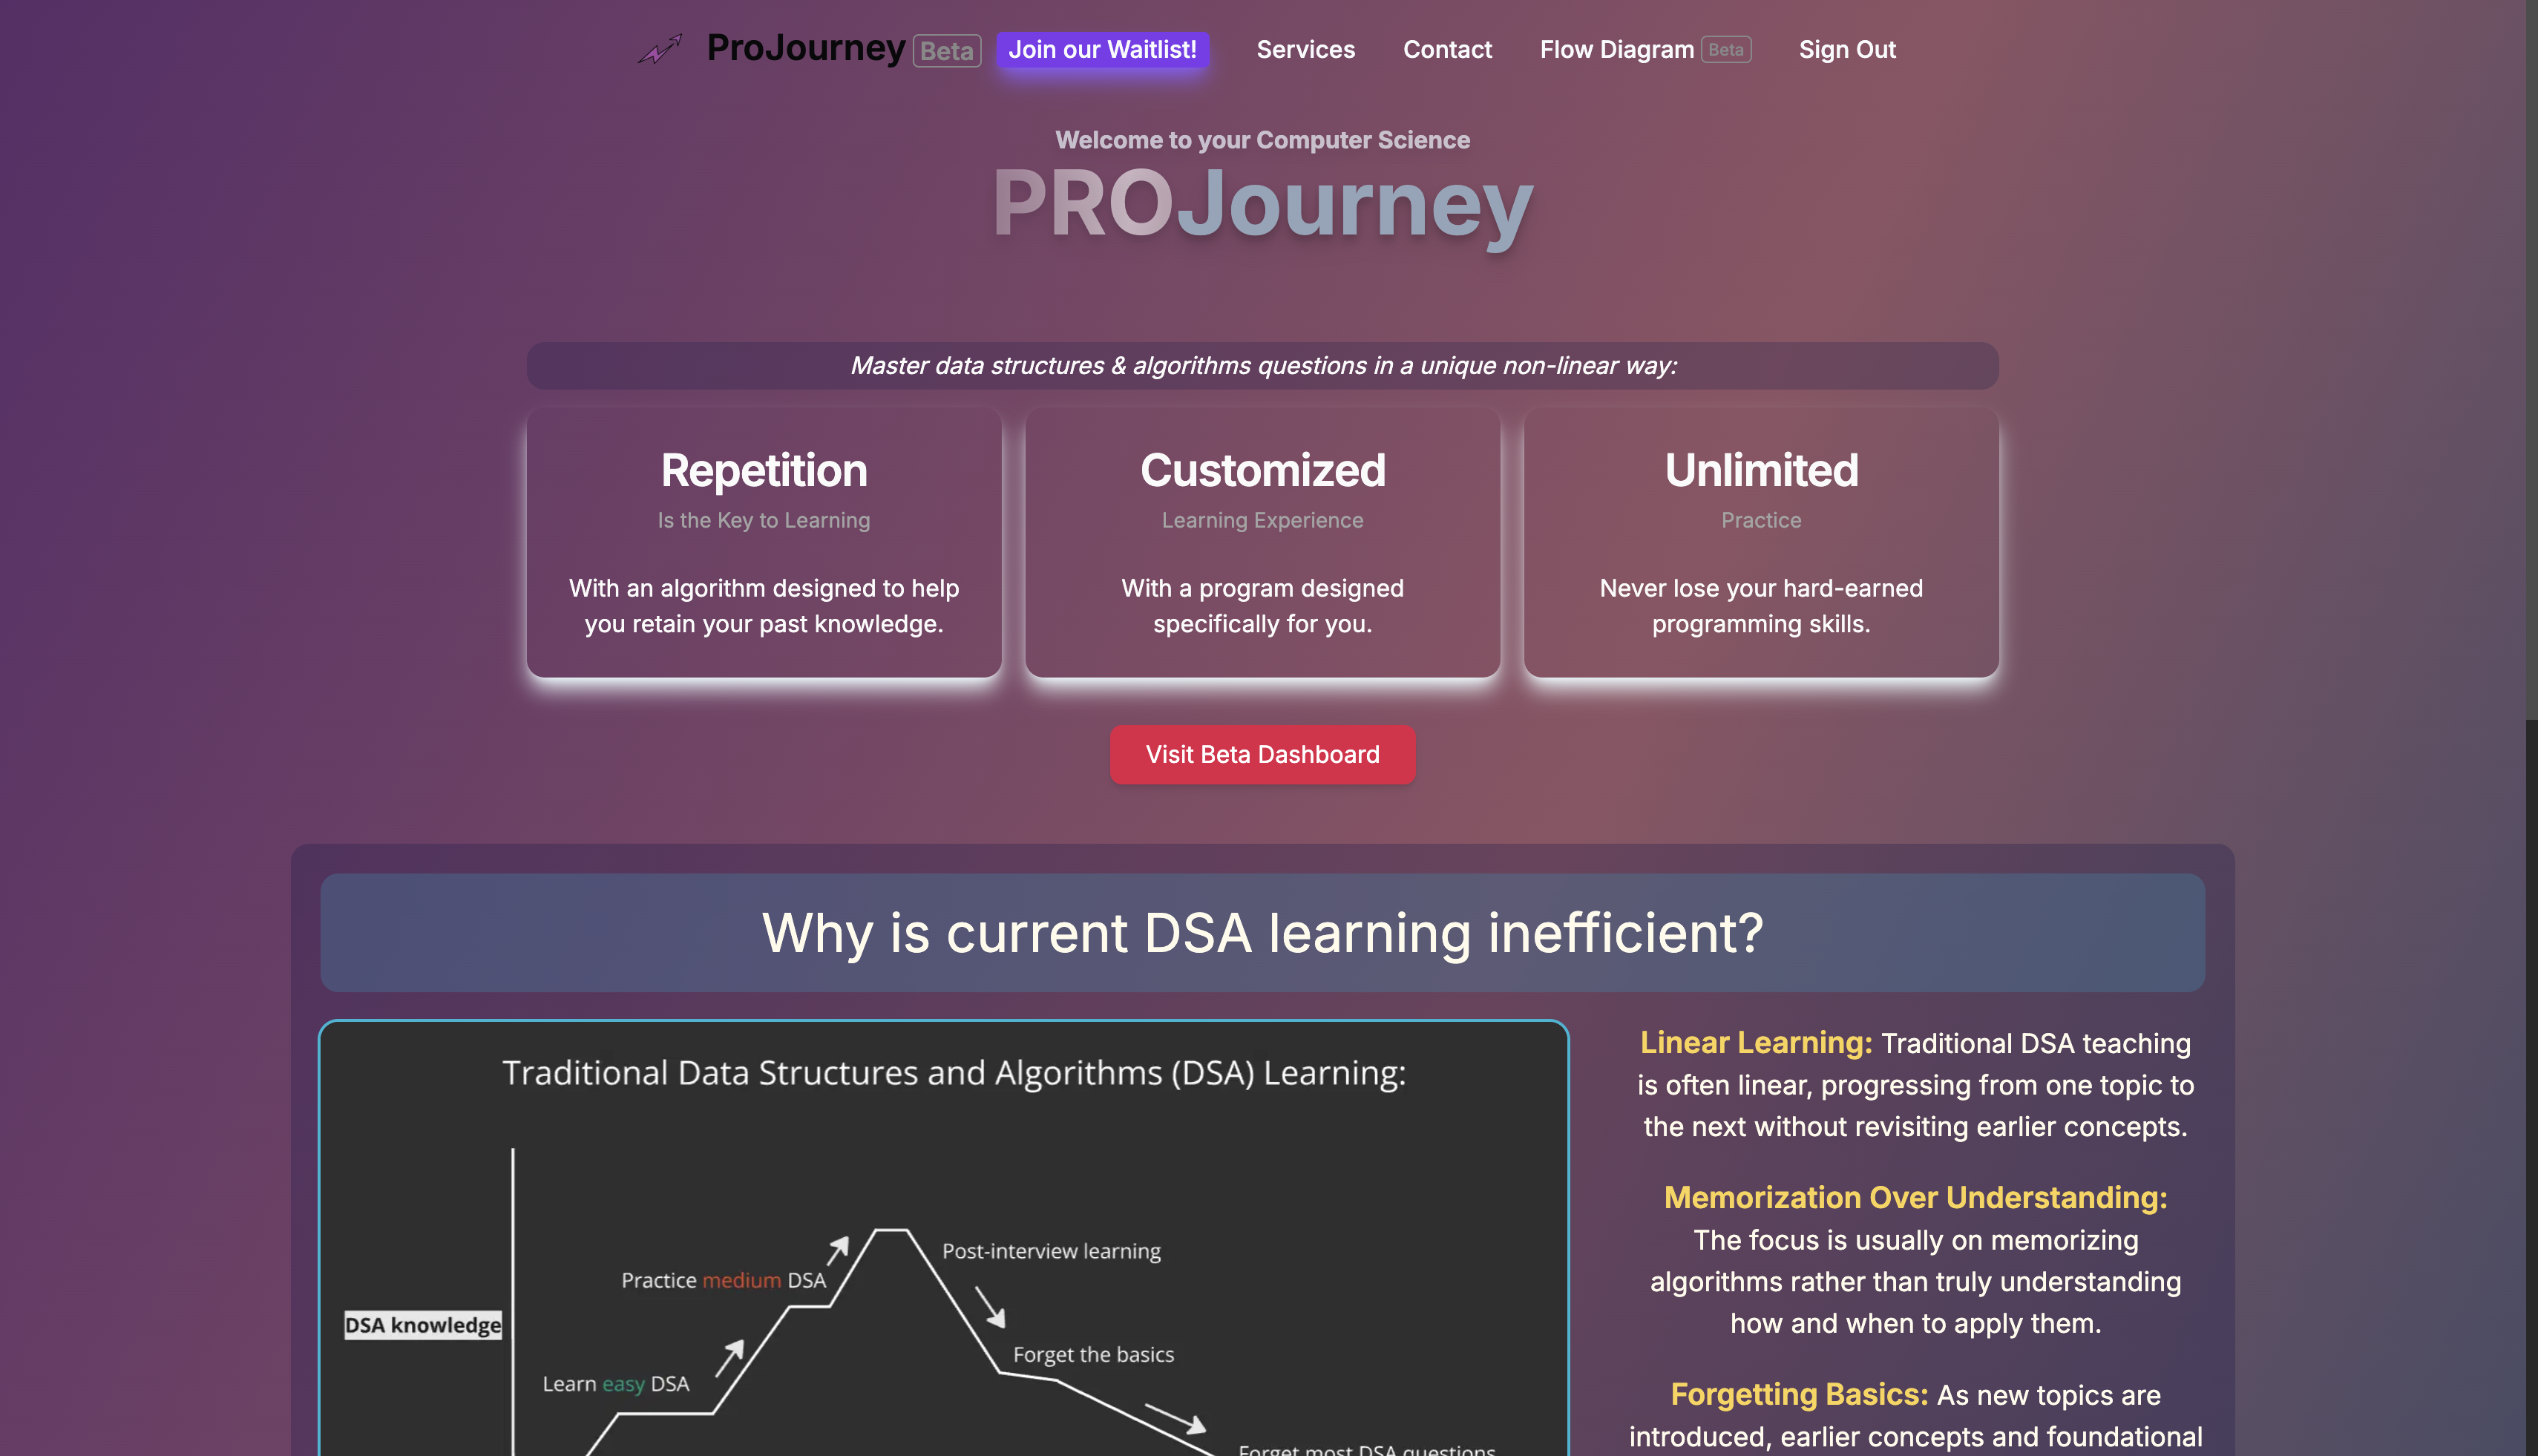 ProJourney Beta Join our Waitlist! Services Contact Flow Diagram Beta Sign Out
Welcome to your Computer Science
PROJourney
Master data structures & algorithms questions in a unique non-linear way:
Repetition
Is the Key to Learning
With an algorithm designed to help
you retain your past knowledge.
Customized
Learning Experience
With a program designed
specifically for you.
Unlimited
Practice
Never lose your hard-earned
programming skills.
Visit Beta Dashboard
Why is current DSA learning inefficient?
Traditional Data Structures and Algorithms (DSA) Learning:
Post-interview learning
Practice medium DSA
DSA knowledge
Forget the basics
Learn easy DSA
Forget most DSA questions
Linear Learning: Traditional DSA teaching
is often linear, progressing from one topic to
the next without revisiting earlier concepts.
Memorization Over Understanding:
The focus is usually on memorizing
algorithms rather than truly understanding
how and when to apply them.
Forgetting Basics: As new topics are
introduced, earlier concepts and foundational